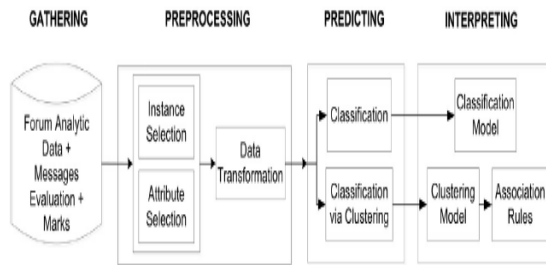 GATHERING
PREPROCESSING
PREDICTING
INTERPRETING
Forum Analytic
Data +
Messages
Evaluation +
Marks
Instance
Selection
Attribute
Selection
Data
Transformation
Classification
Classification
via Clustering
Classification
Model
Clustering
Model
Association
Rules